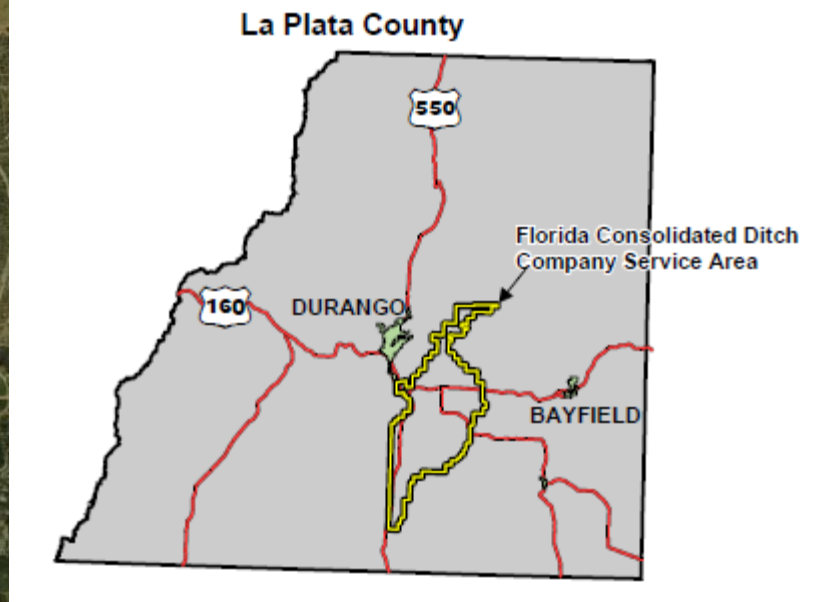 La Plata County
550
Florida Consolidated Ditch
Company Service Area
160
DURANGO
BAYFIELD